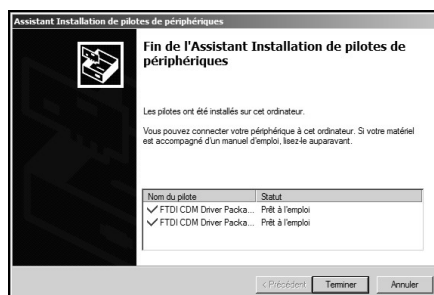 Assistant Installation de pilotes de périphériques
Fin de l'Assistant Installation de pilotes de
périphériques
Les pilotes ont été installés sur cet ordinateur.
Vous pouvez connecter votre périphérique à cet ordinateur. Si votre matériel
est accompagné d'un manuel d'emploi, lisez-le auparavant.
Nom du pilote Statut
FTDI CDM Driver Packa... Prêt à l'emploi
FTDI CDM Driver Packa... Prêt à l'emploi
< Précédent Terminer Annuler